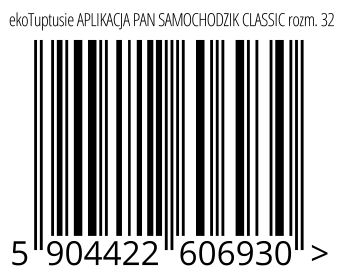 ekoTuptusie APLIKACJA PAN SAMOCHODZIK CLASSIC rozm. 32
5 904422 606930 >